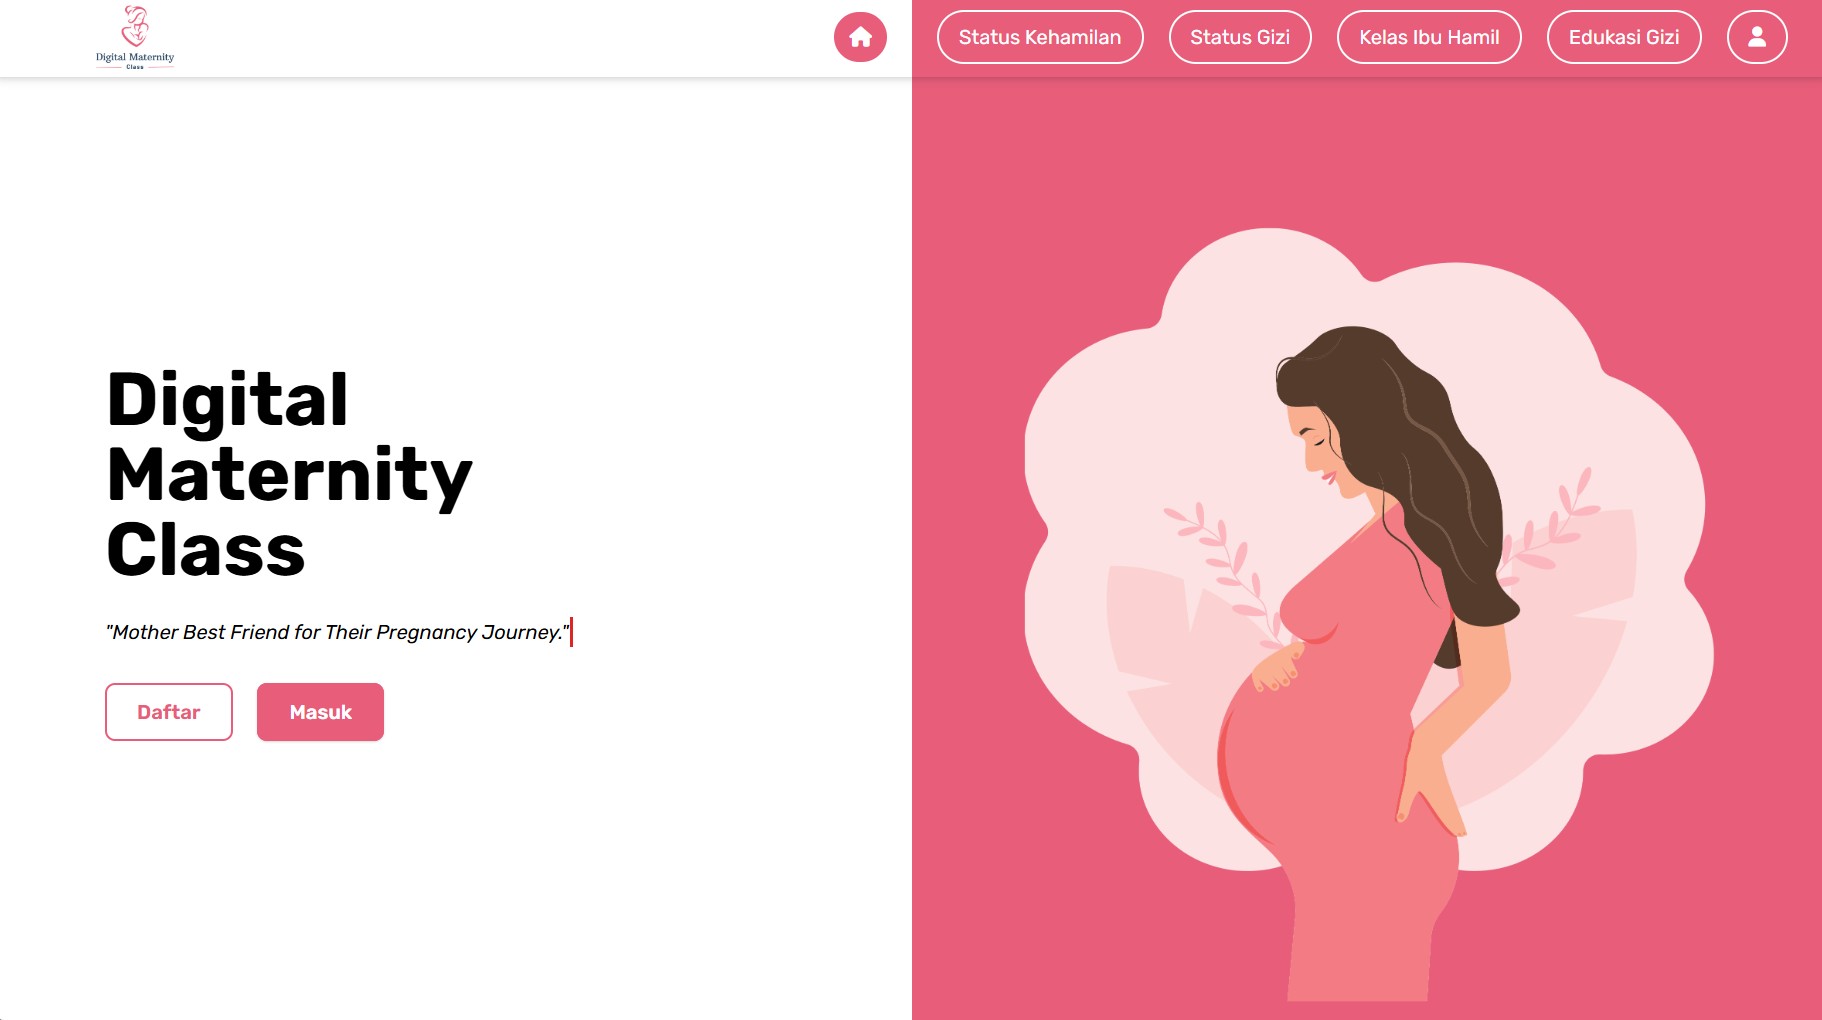 Digital Maternity
Class
Status Kehamilan
Status Gizi
Kelas Ibu Hamil
Edukasi Gizi
Digital
Maternity
Class
"Mother Best Friend for Their Pregnancy Journey."
Daftar
Masuk